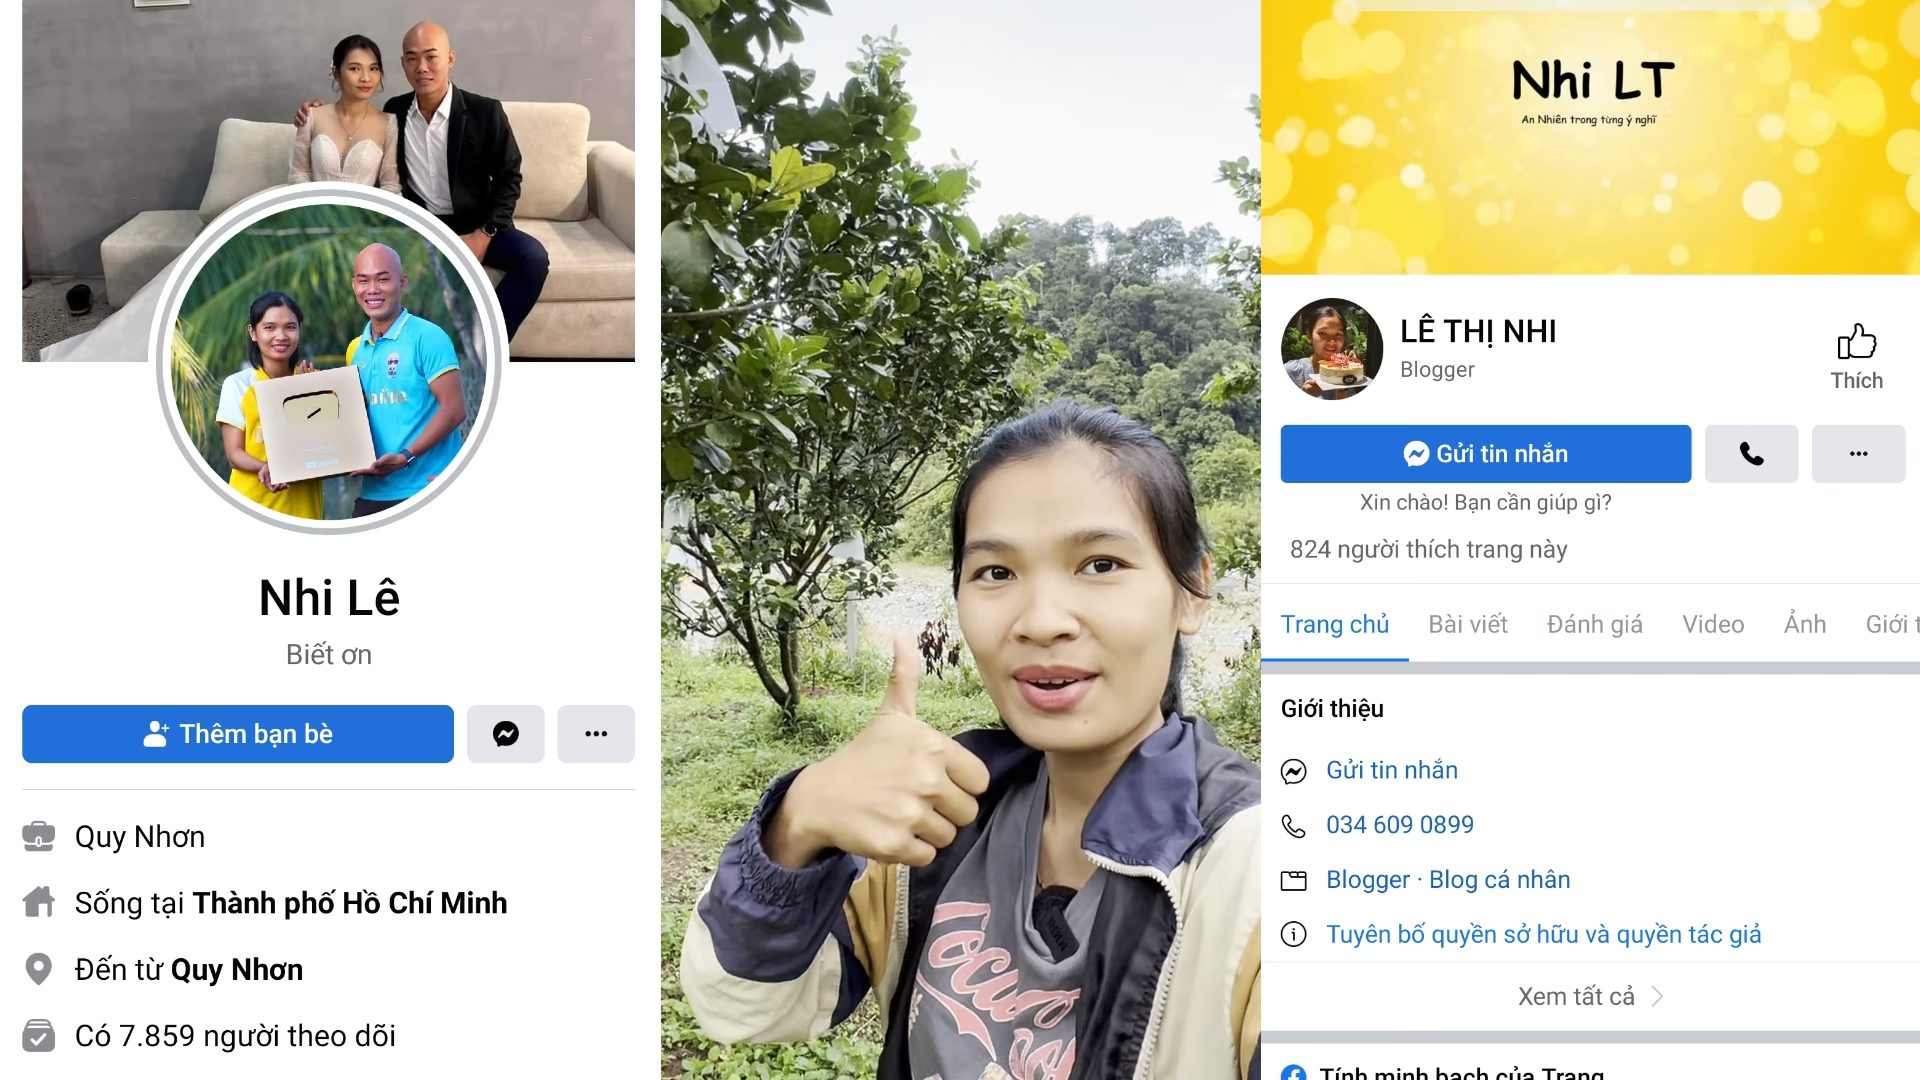 Nhi Lê
Biết ơn
Thêm bạn bè
Quy Nhơn
Sống tại Thành phố Hồ Chí Minh
Đến từ Quy Nhơn
Có 7.859 người theo dõi
Nhi LT
An Nhiên trong từng ý nghĩ
LÊ THỊ NHI
Blogger
Thích
Gửi tin nhắn
Xin chào! Bạn cần giúp gì?
824 người thích trang này
Trang chủ Bài viết Đánh giá Video Ảnh Giới t
Giới thiệu
Gửi tin nhắn
034 609 0899
Blogger · Blog cá nhân
Tuyên bố quyền sở hữu và quyền tác giả
Xem tất cả
Tính minh bạch của Trang